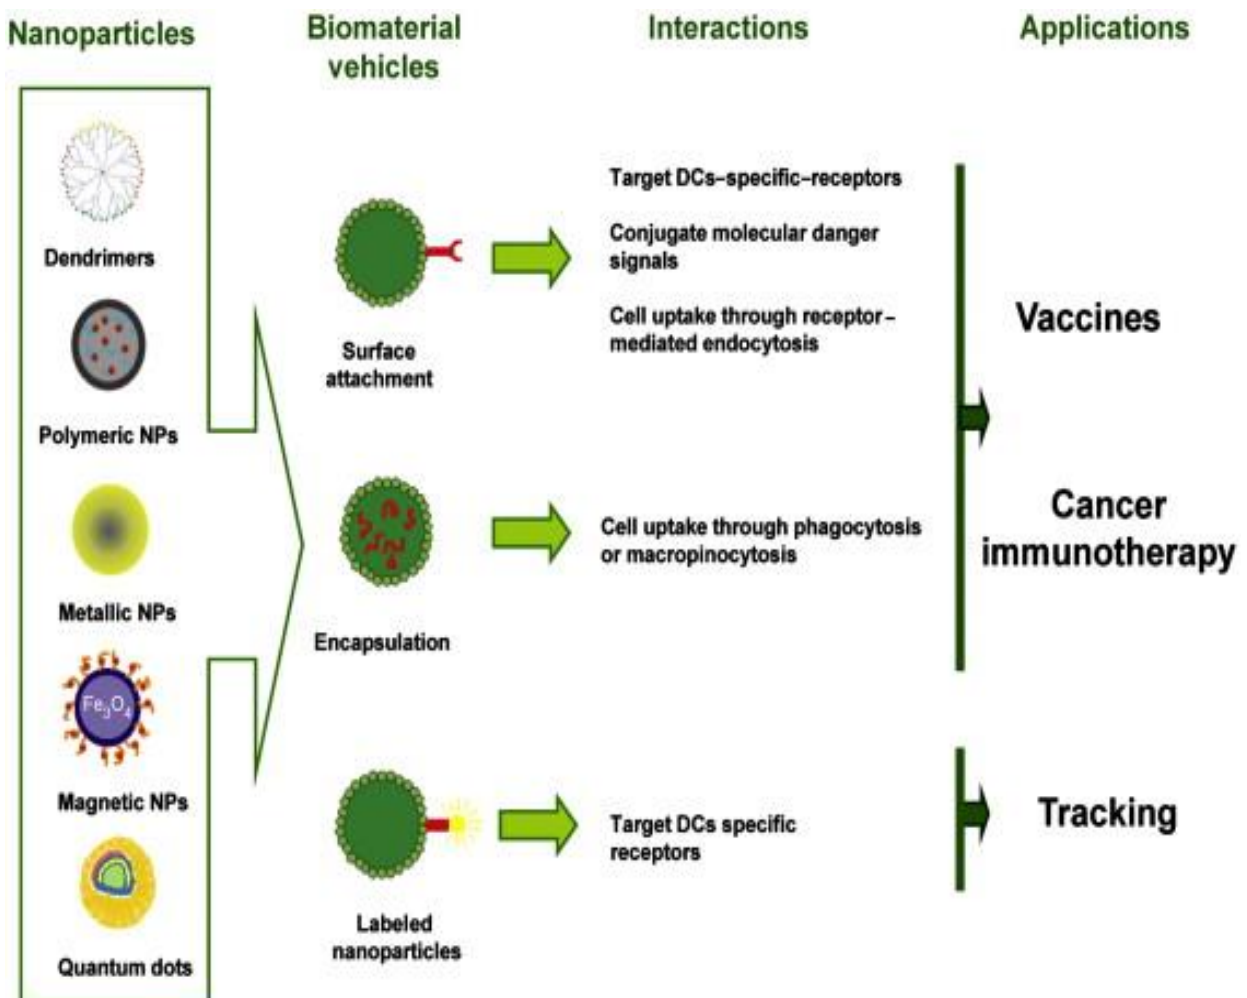 Nanoparticles
Dendrimers
Polymeric NPs
Metallic NPs
Fe3O4
Magnetic NPs
Quantum dots
Biomaterial
vehicles
Surface
attachment
Encapsulation
Labeled
nanoparticles
Interactions
Target DCs–specific–receptors
Conjugate molecular danger
signals
Cell uptake through receptor–
mediated endocytosis
Cell uptake through phagocytosis
or macropinocytosis
Target DCs specific
receptors
Applications
Vaccines
Cancer
immunotherapy
Tracking